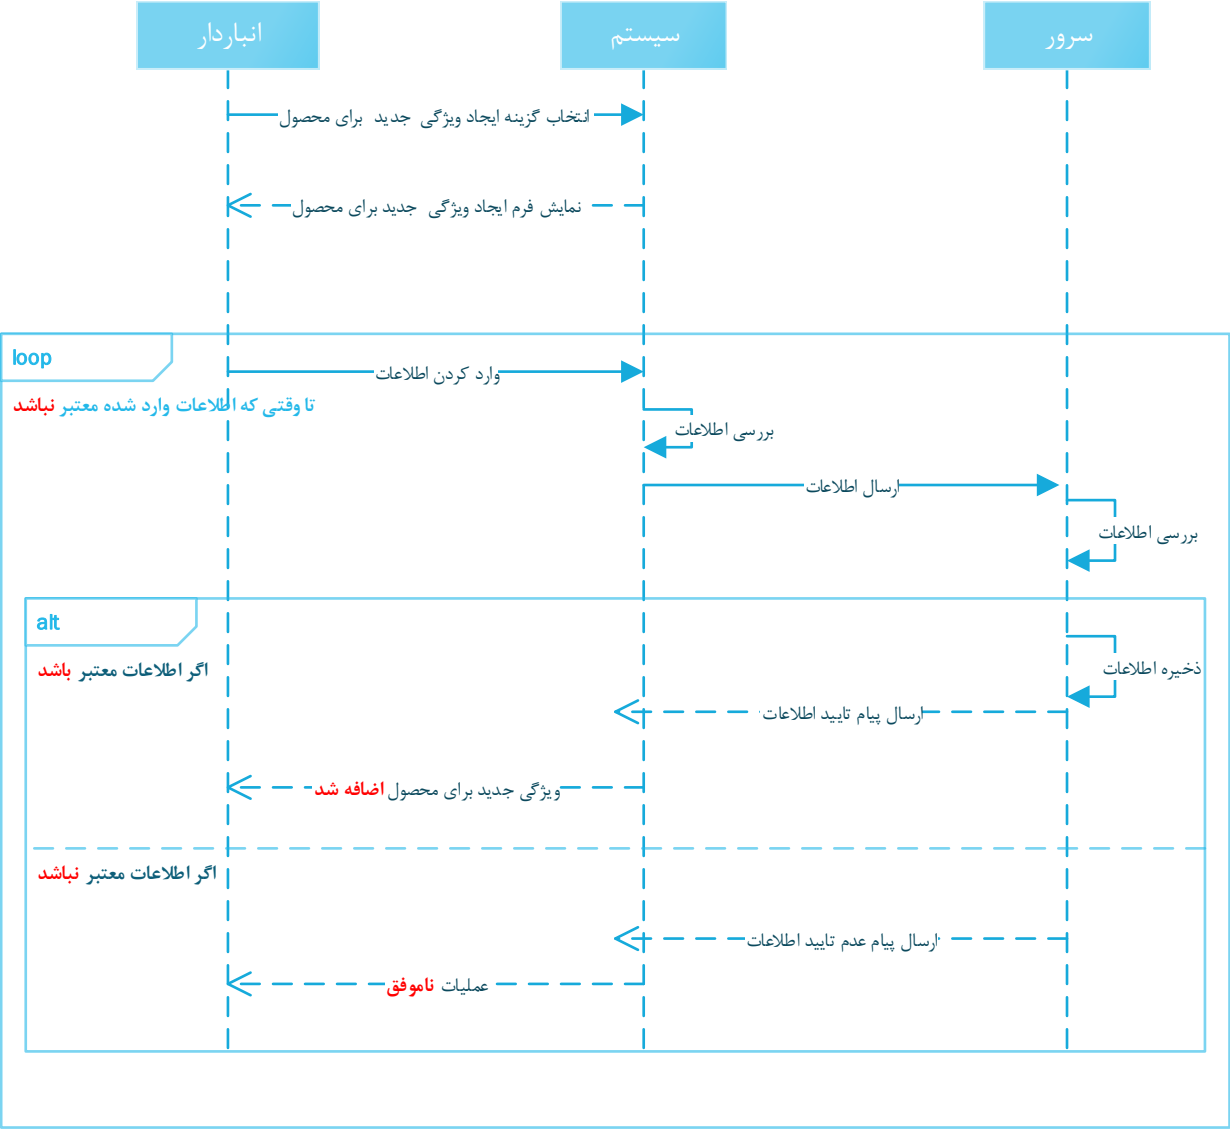 انباردار
سیستم
سرور
انتخاب گزینه ایجاد ویژگی جدید برای محصول
نمایش فرم ایجاد ویژگی جدید برای محصول
loop
وارد کردن اطلاعات
تا وقتی که اطلاعات وارد شده معتبر نباشد
بررسی اطلاعات
ارسال اطلاعات
بررسی اطلاعات
alt
اگر اطلاعات معتبر باشد
ذخیره اطلاعات
ارسال پیام تایید اطلاعات
ویژگی جدید برای محصول اضافه شد
اگر اطلاعات معتبر نباشد
ارسال پیام عدم تایید اطلاعات
عملیات ناموفق